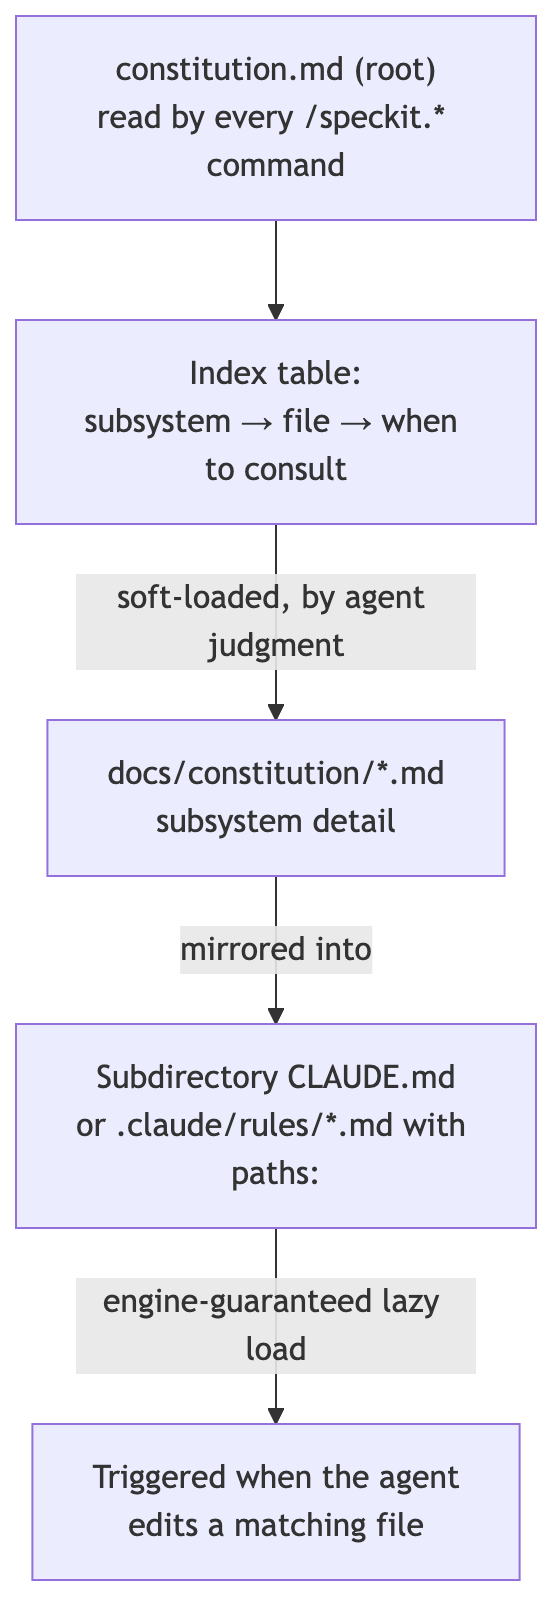 constitution.md (root)
read by every /speckit.*
command
Index table:
subsystem → file → when
to consult
soft-loaded, by agent
judgment
docs/constitution/*.md
subsystem detail
mirrored into
Subdirectory CLAUDE.md
or .claude/rules/*.md with
paths:
engine-guaranteed lazy
load
Triggered when the agent
edits a matching file